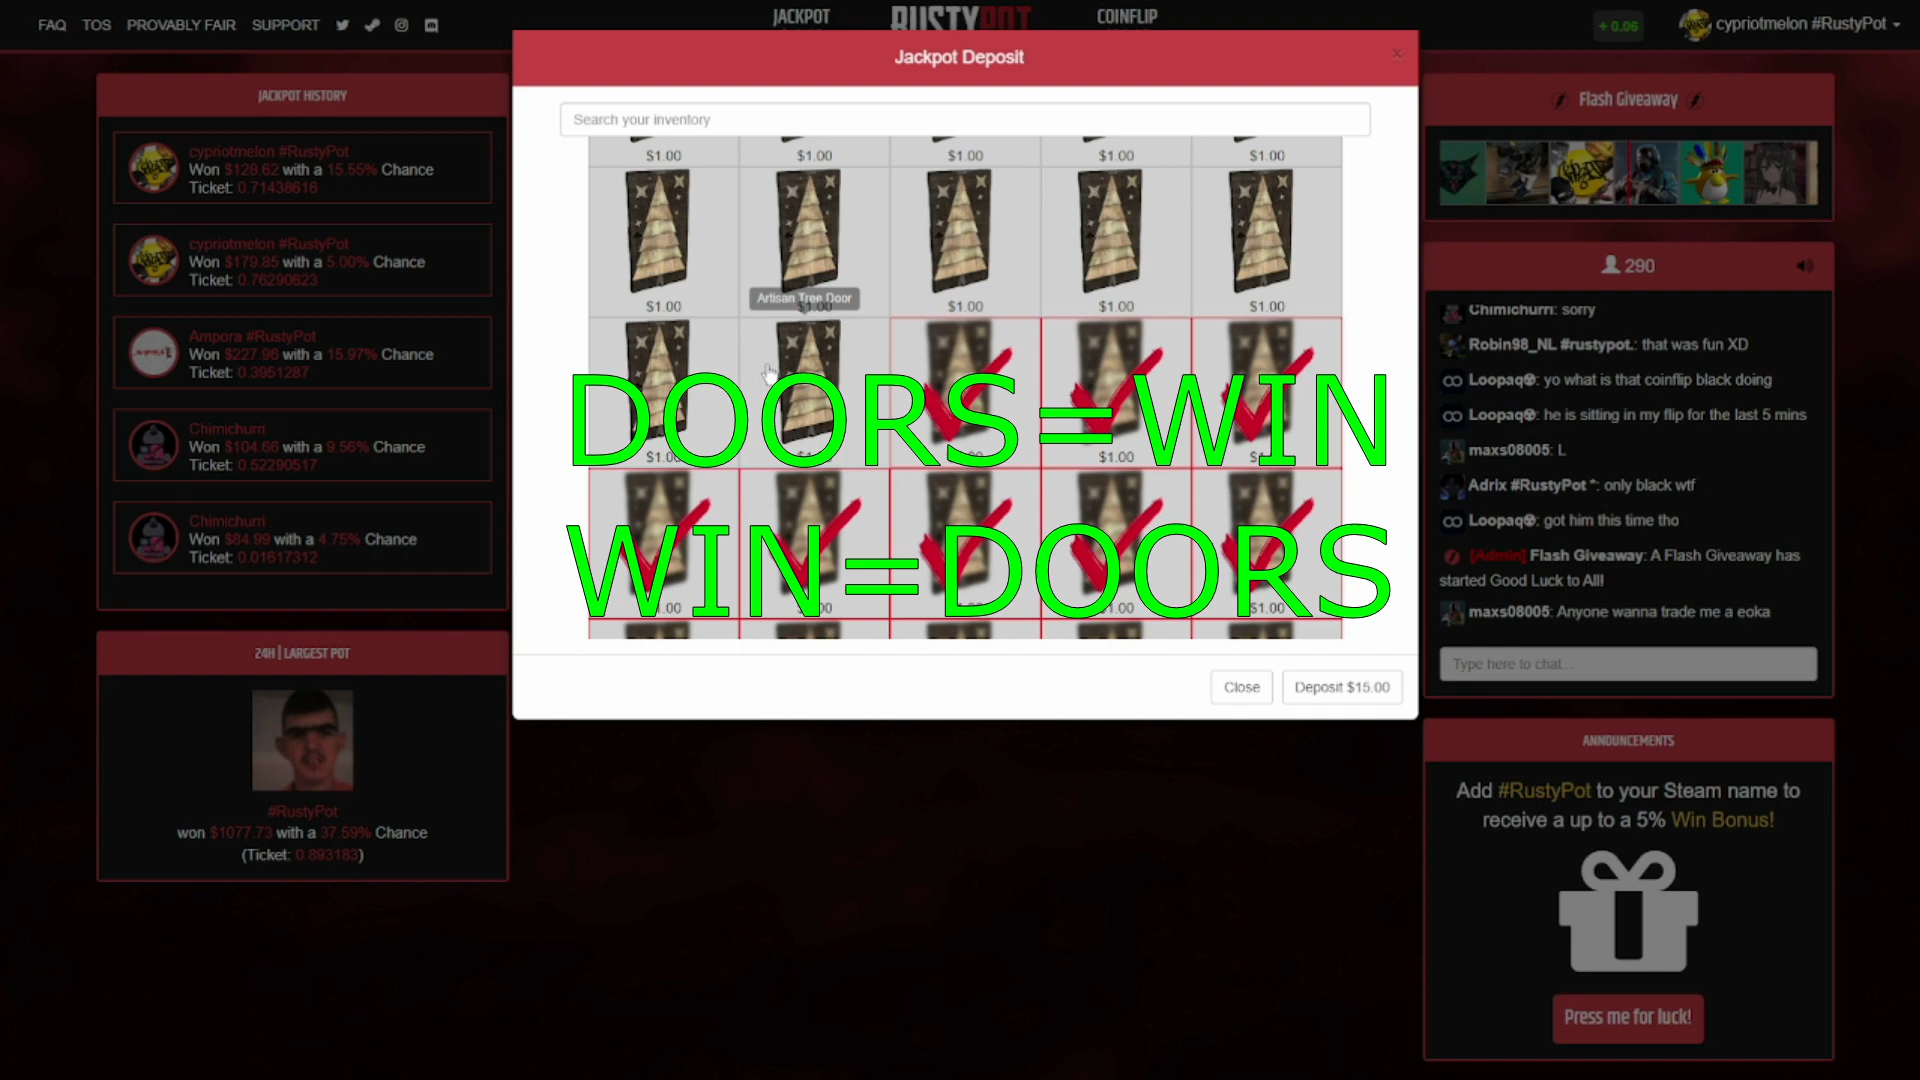 FAQ TOS PROVABLY FAIR SUPPORT
JACKPOT
RUSTYPOT
COINFLIP
+ 0.06
cypriotmelon #RustyPot
JACKPOT HISTORY
cypriotmelon #RustyPot
Won $128.62 with a 15.55% Chance
Ticket: 0.71438616
cypriotmelon #RustyPot
Won $179.85 with a 5.00% Chance
Ticket: 0.76290623
Ampora #RustyPot
Won $227.96 with a 15.97% Chance
Ticket: 0.3951287
Chimichurri
Won $104.66 with a 9.56% Chance
Ticket: 0.52290517
Chimichurri
Won $84.99 with a 4.75% Chance
Ticket: 0.01617312
24H | LARGEST POT
#RustyPot
won $1077.73 with a 37.59% Chance
(Ticket: 0.893183)
Jackpot Deposit
×
Search your inventory
$1.00 $1.00 $1.00 $1.00 $1.00
Artisan Tree Door
$1.00 $1.00 $1.00 $1.00 $1.00
DOORS=WIN
$1.00
WIN=DOORS
$1.00 $1.00
Close
Deposit $15.00
Flash Giveaway
290
Chimichurri: sorry
Robin98_NL #rustypot.: that was fun XD
Loopaq☢: yo what is that coinflip black doing
Loopaq☢: he is sitting in my flip for the last 5 mins
maxs08005: L
Adrix #RustyPot *: only black wtf
Loopaq☢: got him this time tho
[Admin] Flash Giveaway: A Flash Giveaway has
started Good Luck to All!
maxs08005: Anyone wanna trade me a eoka
Type here to chat...
ANNOUNCEMENTS
Add #RustyPot to your Steam name to
receive a up to a 5% Win Bonus!
Press me for luck!